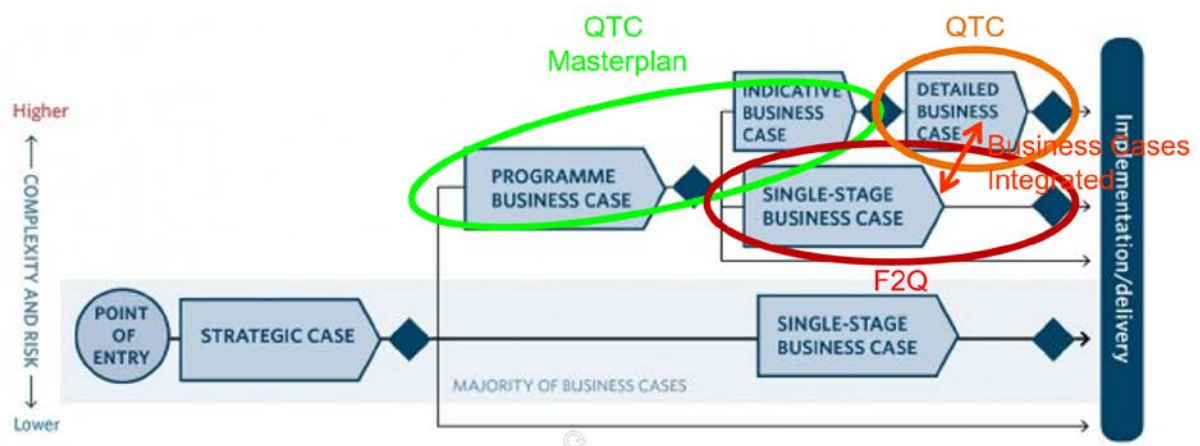 QTC
Masterplan
QTC
Higher
COMPLEXITY AND RISK
Lower
INDICATIVE
BUSINESS
CASE
DETAILED
BUSINESS
CASE
Business Cases
Integrated
PROGRAMME
BUSINESS CASE
SINGLE-STAGE
BUSINESS CASE
F2Q
POINT
OF
ENTRY
STRATEGIC CASE
SINGLE-STAGE
BUSINESS CASE
MAJORITY OF BUSINESS CASES
Implementation/delivery